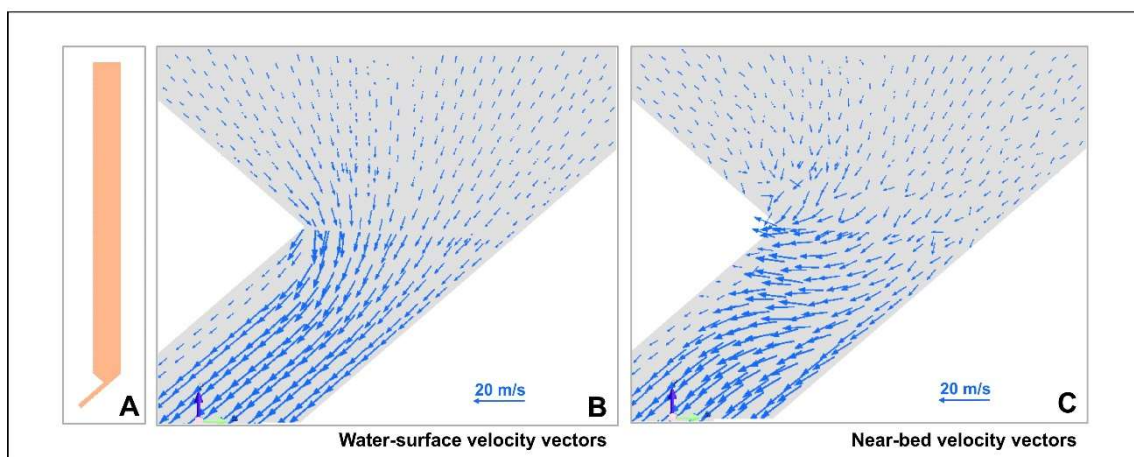 A
20 m/s
B
Water-surface velocity vectors
20 m/s
C
Near-bed velocity vectors